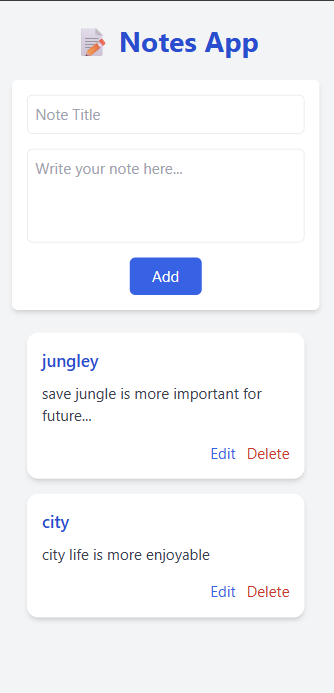 Notes App
Note Title
Write your note here...
Add
jungley
save jungle is more important for
future...
Edit Delete
city
city life is more enjoyable
Edit Delete